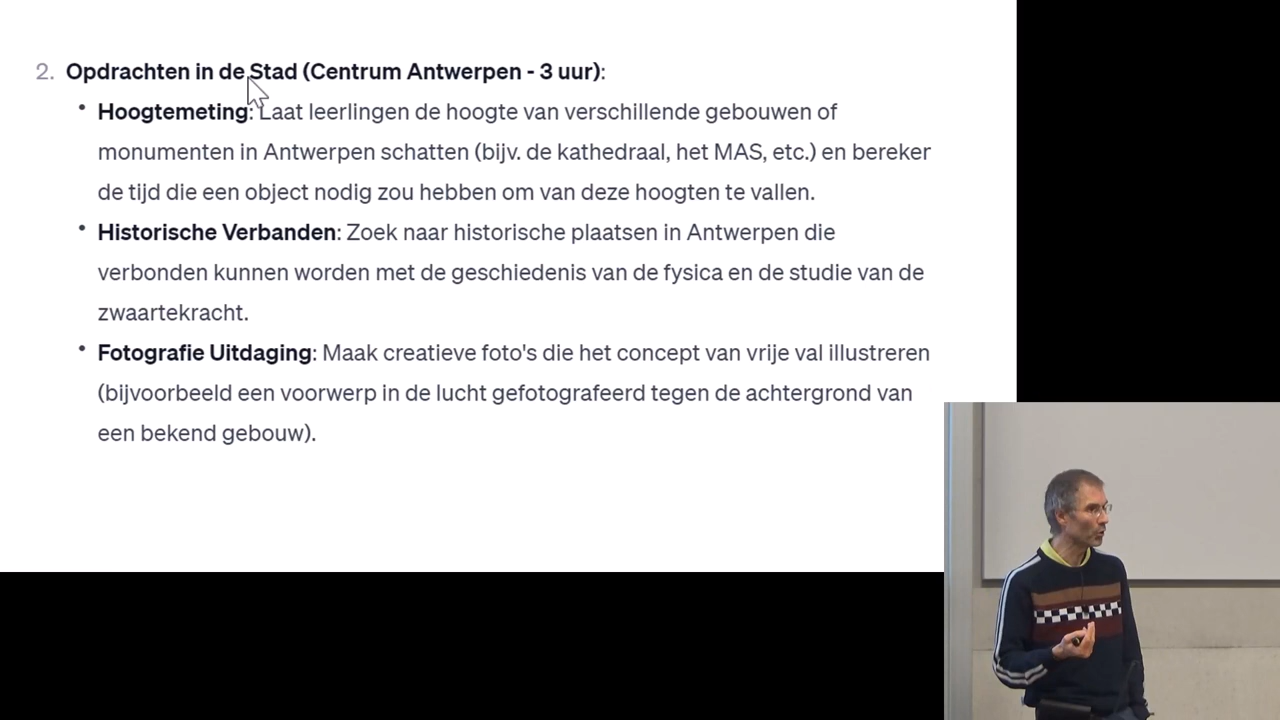 2. Opdrachten in de Stad (Centrum Antwerpen - 3 uur):
• Hoogtemeting: Laat leerlingen de hoogte van verschillende gebouwen of
monumenten in Antwerpen schatten (bijv. de kathedraal, het MAS, etc.) en bereker
de tijd die een object nodig zou hebben om van deze hoogten te vallen.
• Historische Verbanden: Zoek naar historische plaatsen in Antwerpen die
verbonden kunnen worden met de geschiedenis van de fysica en de studie van de
zwaartekracht.
• Fotografie Uitdaging: Maak creatieve foto's die het concept van vrije val illustreren
(bijvoorbeeld een voorwerp in de lucht gefotografeerd tegen de achtergrond van
een bekend gebouw).